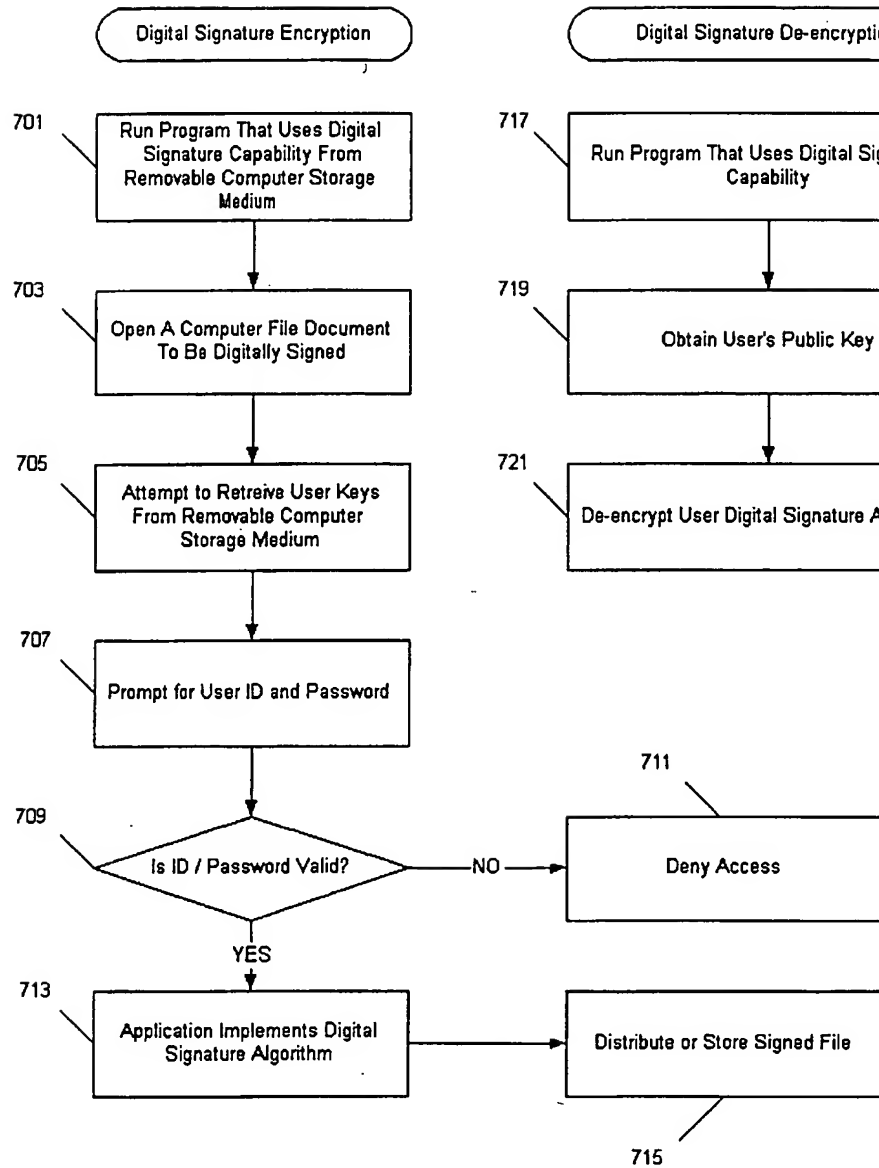 Digital Signature Encryption
701
Run Program That Uses Digital
Signature Capability From
Removable Computer Storage
Medium
703
Open A Computer File Document
To Be Digitally Signed
705
Attempt to Retreive User Keys
From Removable Computer
Storage Medium
707
Prompt for User ID and Password
709
Is ID / Password Valid?
NO
YES
713
Application Implements Digital
Signature Algorithm
Digital Signature
717
Run Program That Uses Digital
Capability
719
Obtain User's Public Key
721
De-encrypt User Digital Signature
711
Deny Access
Distribute or Store Signed File
715